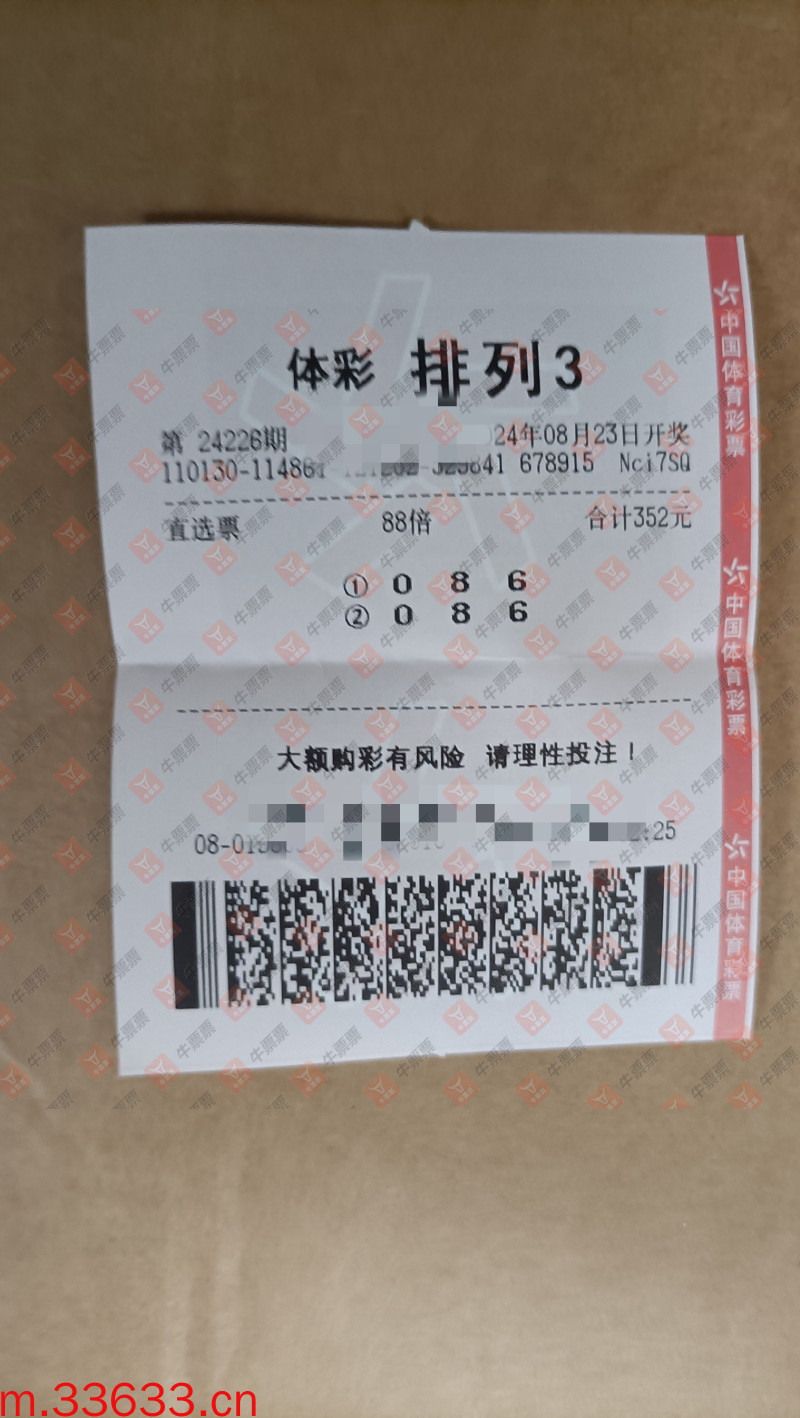 体彩 排列3
第 24226期 24年08月23日开奖
110130-114864 678915 Nci7SQ
直选票 88倍 合计352元
① 0 8 6
② 0 8 6
大额购彩有风险 请理性投注！
:25
中国体育彩票
中国体育彩票
中国体育彩票
牛票票
m.33633.cn